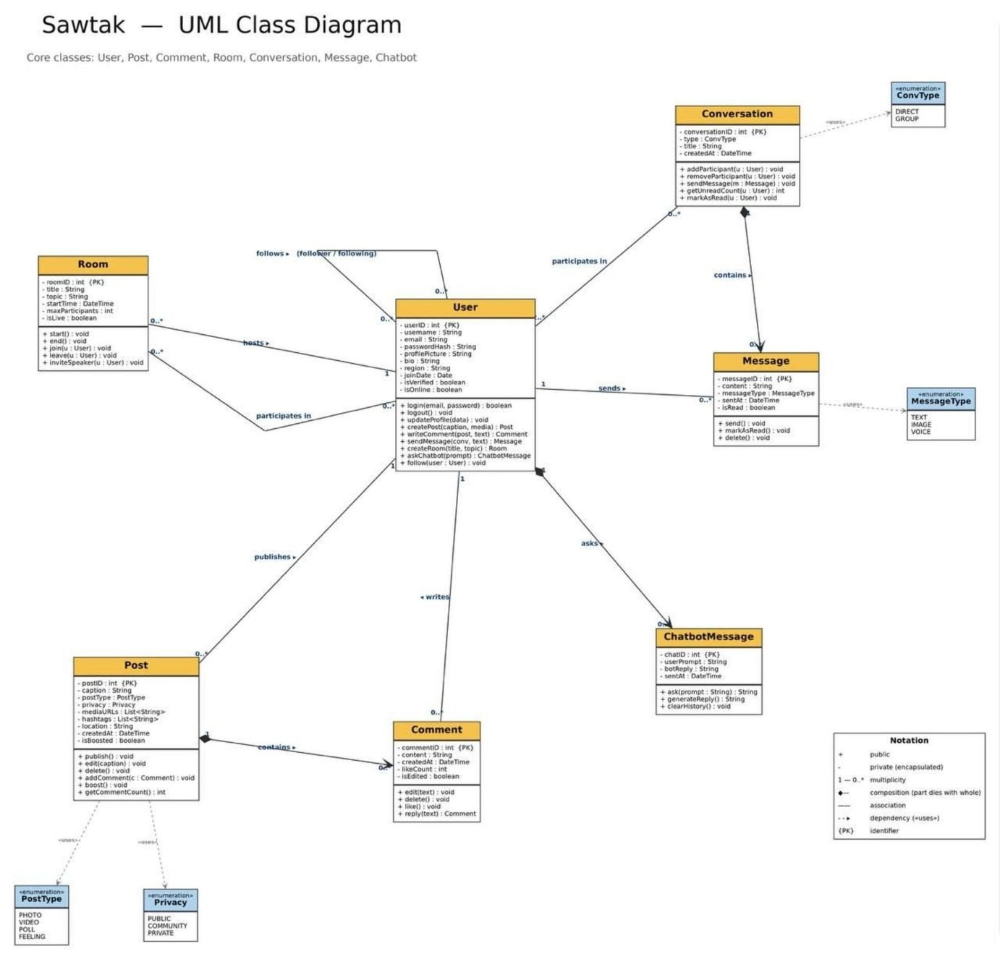 Sawtak — UML Class Diagram
Core classes: User, Post, Comment, Room, Conversation, Message, Chatbot
«enumeration»
ConvType
DIRECT
GROUP
«uses»
Conversation
- conversationID : int {PK}
- type : ConvType
- title : String
- createdAt : DateTime
+ addParticipant(u : User) : void
+ removeParticipant(u : User) : void
+ sendMessage(m : Message) : void
+ getUnreadCount(u : User) : int
+ markAsRead(u : User) : void
0..*
1
participates in
contains ▸
follows ▸ (follower / following)
0..*
0..*
Room
- roomID : int {PK}
- title : String
- topic : String
- startTime : DateTime
- maxParticipants : int
- isLive : boolean
+ start() : void
+ end() : void
+ join(u : User) : void
+ leave(u : User) : void
+ inviteSpeaker(u : User) : void
0..*
hosts ▸
1
0..*
participates in
0..*
User
- userID : int {PK}
- username : String
- email : String
- passwordHash : String
- profilePicture : String
- bio : String
- region : String
- joinDate : Date
- isVerified : boolean
- isOnline : boolean
+ login(email, password) : boolean
+ logout() : void
+ updateProfile(data) : void
+ createPost(caption, media) : Post
+ writeComment(post, text) : Comment
+ sendMessage(conv, text) : Message
+ createRoom(title, topic) : Room
+ askChatbot(prompt) : ChatbotMessage
+ follow(user : User) : void
..*
1
sends ▸
0..*
0..
Message
- messageID : int {PK}
- content : String
- messageType : MessageType
- sentAt : DateTime
- isRead : boolean
+ send() : void
+ markAsRead() : void
+ delete() : void
«uses»
«enumeration»
MessageType
TEXT
IMAGE
VOICE
1
1
1
publishes ▸
0..*
◂ writes
0..*
asks ▸
0..
ChatbotMessage
- chatID : int {PK}
- userPrompt : String
- botReply : String
- sentAt : DateTime
+ ask(prompt : String) : String
+ generateReply() : String
+ clearHistory() : void
Post
- postID : int {PK}
- caption : String
- postType : PostType
- privacy : Privacy
- mediaURLs : List<String>
- hashtags : List<String>
- location : String
- createdAt : DateTime
- isBoosted : boolean
+ publish() : void
+ edit(caption) : void
+ delete() : void
+ addComment(c : Comment) : void
+ boost() : void
+ getCommentCount() : int
1
contains ▸
0..
Comment
- commentID : int {PK}
- content : String
- createdAt : DateTime
- likeCount : int
- isEdited : boolean
+ edit(text) : void
+ delete() : void
+ like() : void
+ reply(text) : Comment
«uses»
«uses»
«enumeration»
PostType
PHOTO
VIDEO
POLL
FEELING
«enumeration»
Privacy
PUBLIC
COMMUNITY
PRIVATE
Notation
+ public
- private (encapsulated)
1 — 0..* multiplicity
◆— composition (part dies with whole)
—— association
- - ▸ dependency («uses»)
{PK} identifier